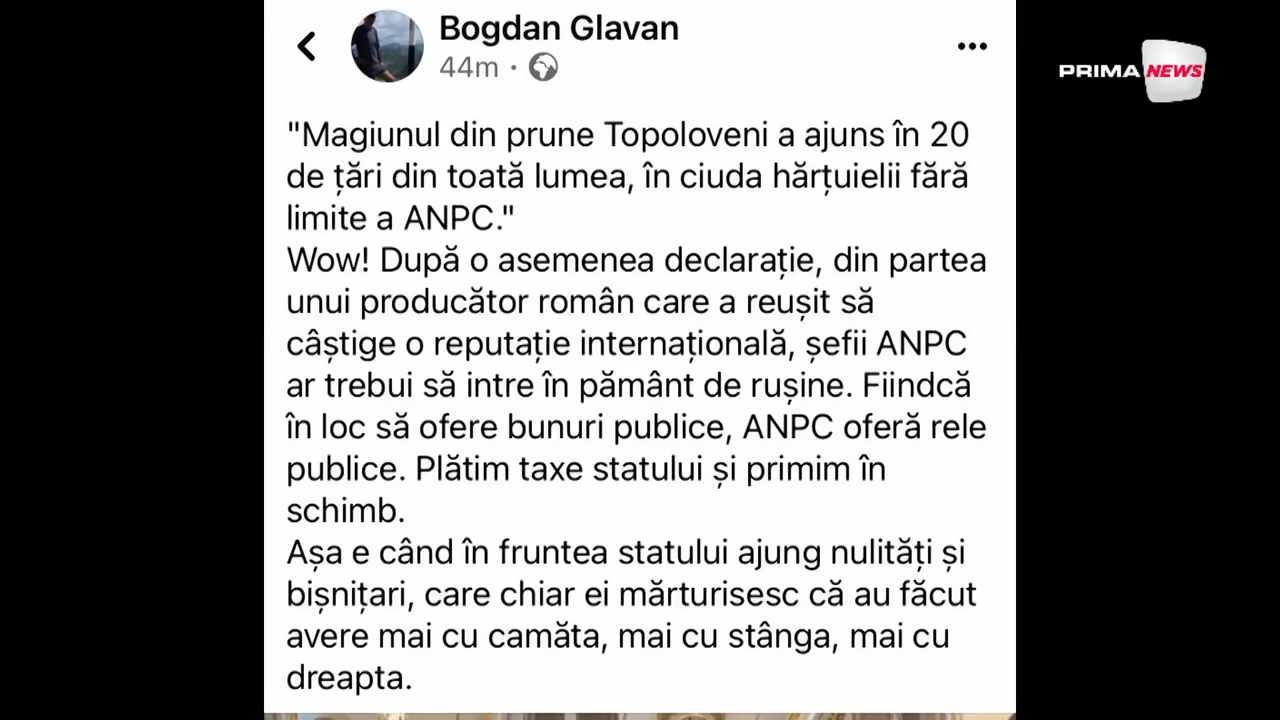 Bogdan Glavan
44m ·
PRIMA NEWS
"Magiunul din prune Topoloveni a ajuns în 20
de țări din toată lumea, în ciuda hărțuielii fără
limite a ANPC."
Wow! După o asemenea declarație, din partea
unui producător român care a reușit să
câștige o reputație internațională, șefii ANPC
ar trebui să intre în pământ de rușine. Fiindcă
în loc să ofere bunuri publice, ANPC oferă rele
publice. Plătim taxe statului și primim în
schimb.
Așa e când în fruntea statului ajung nulități și
bișnițari, care chiar ei mărturisesc că au făcut
avere mai cu camăta, mai cu stânga, mai cu
dreapta.